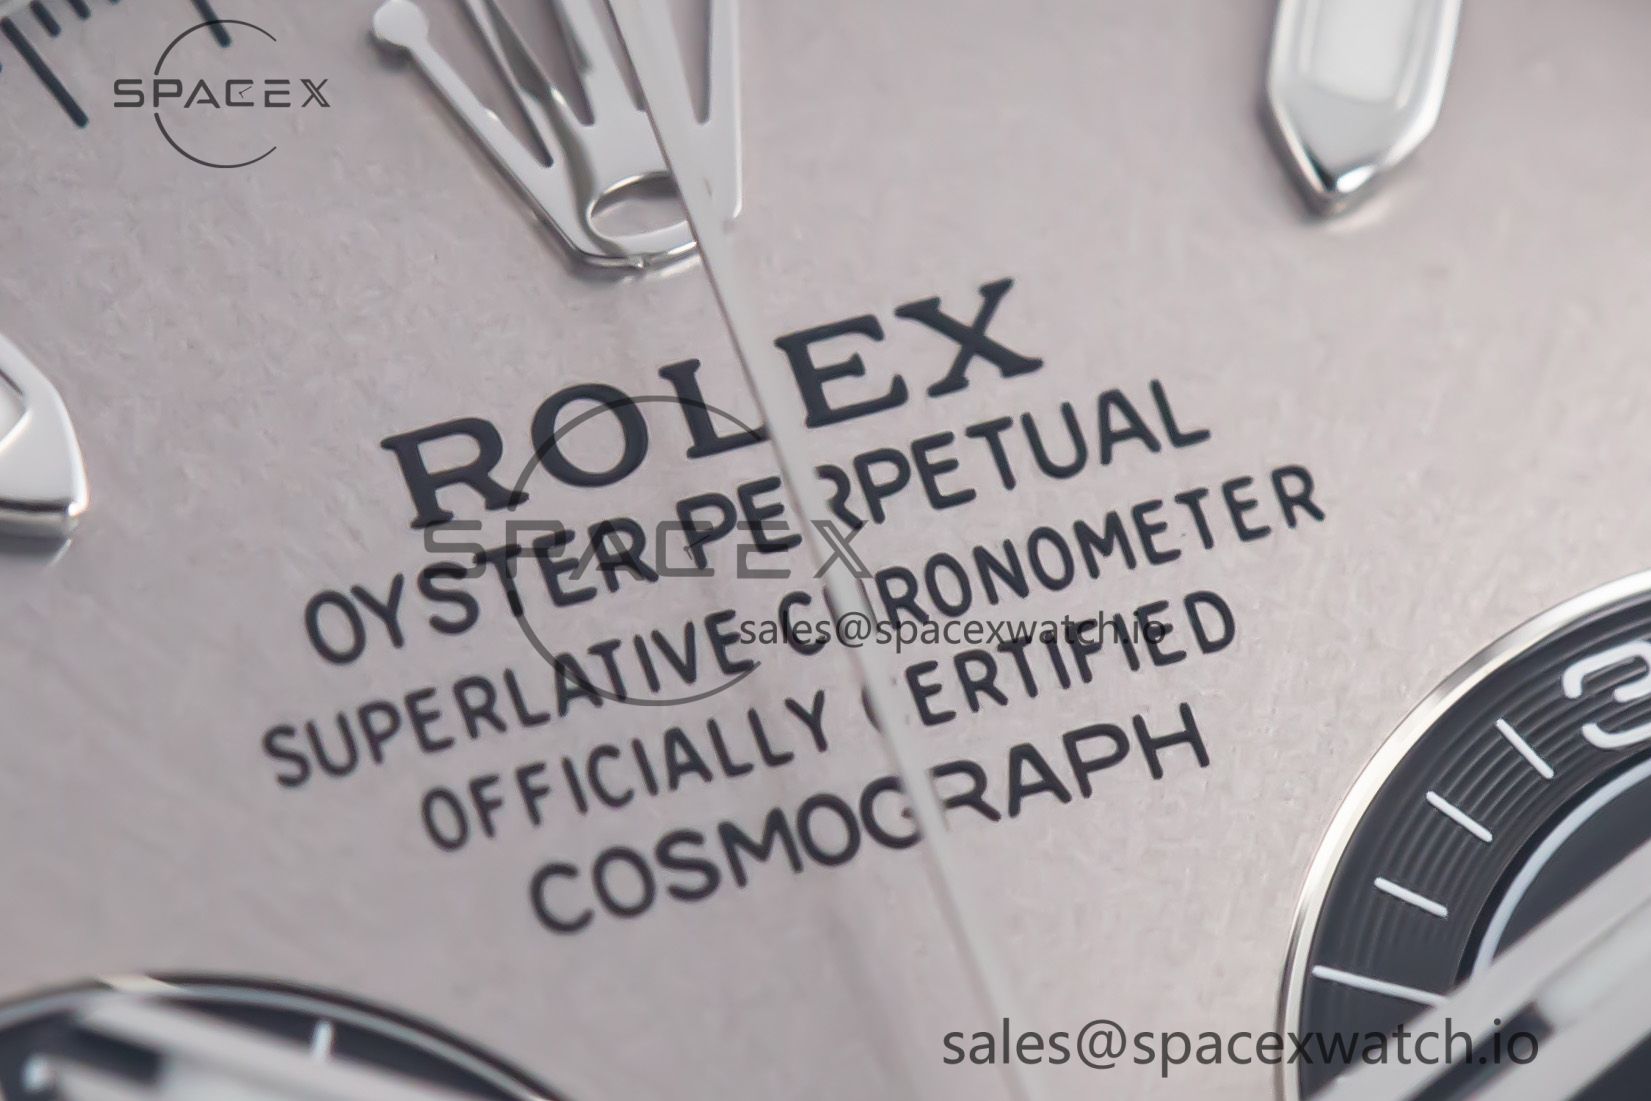 SPACEX
ROLEX
OYSTER PERPETUAL
SPACEX
SUPERLATIVE CHRONOMETER
sales@spacexwatch.io
OFFICIALLY CERTIFIED
COSMOGRAPH
3
sales@spacexwatch.io